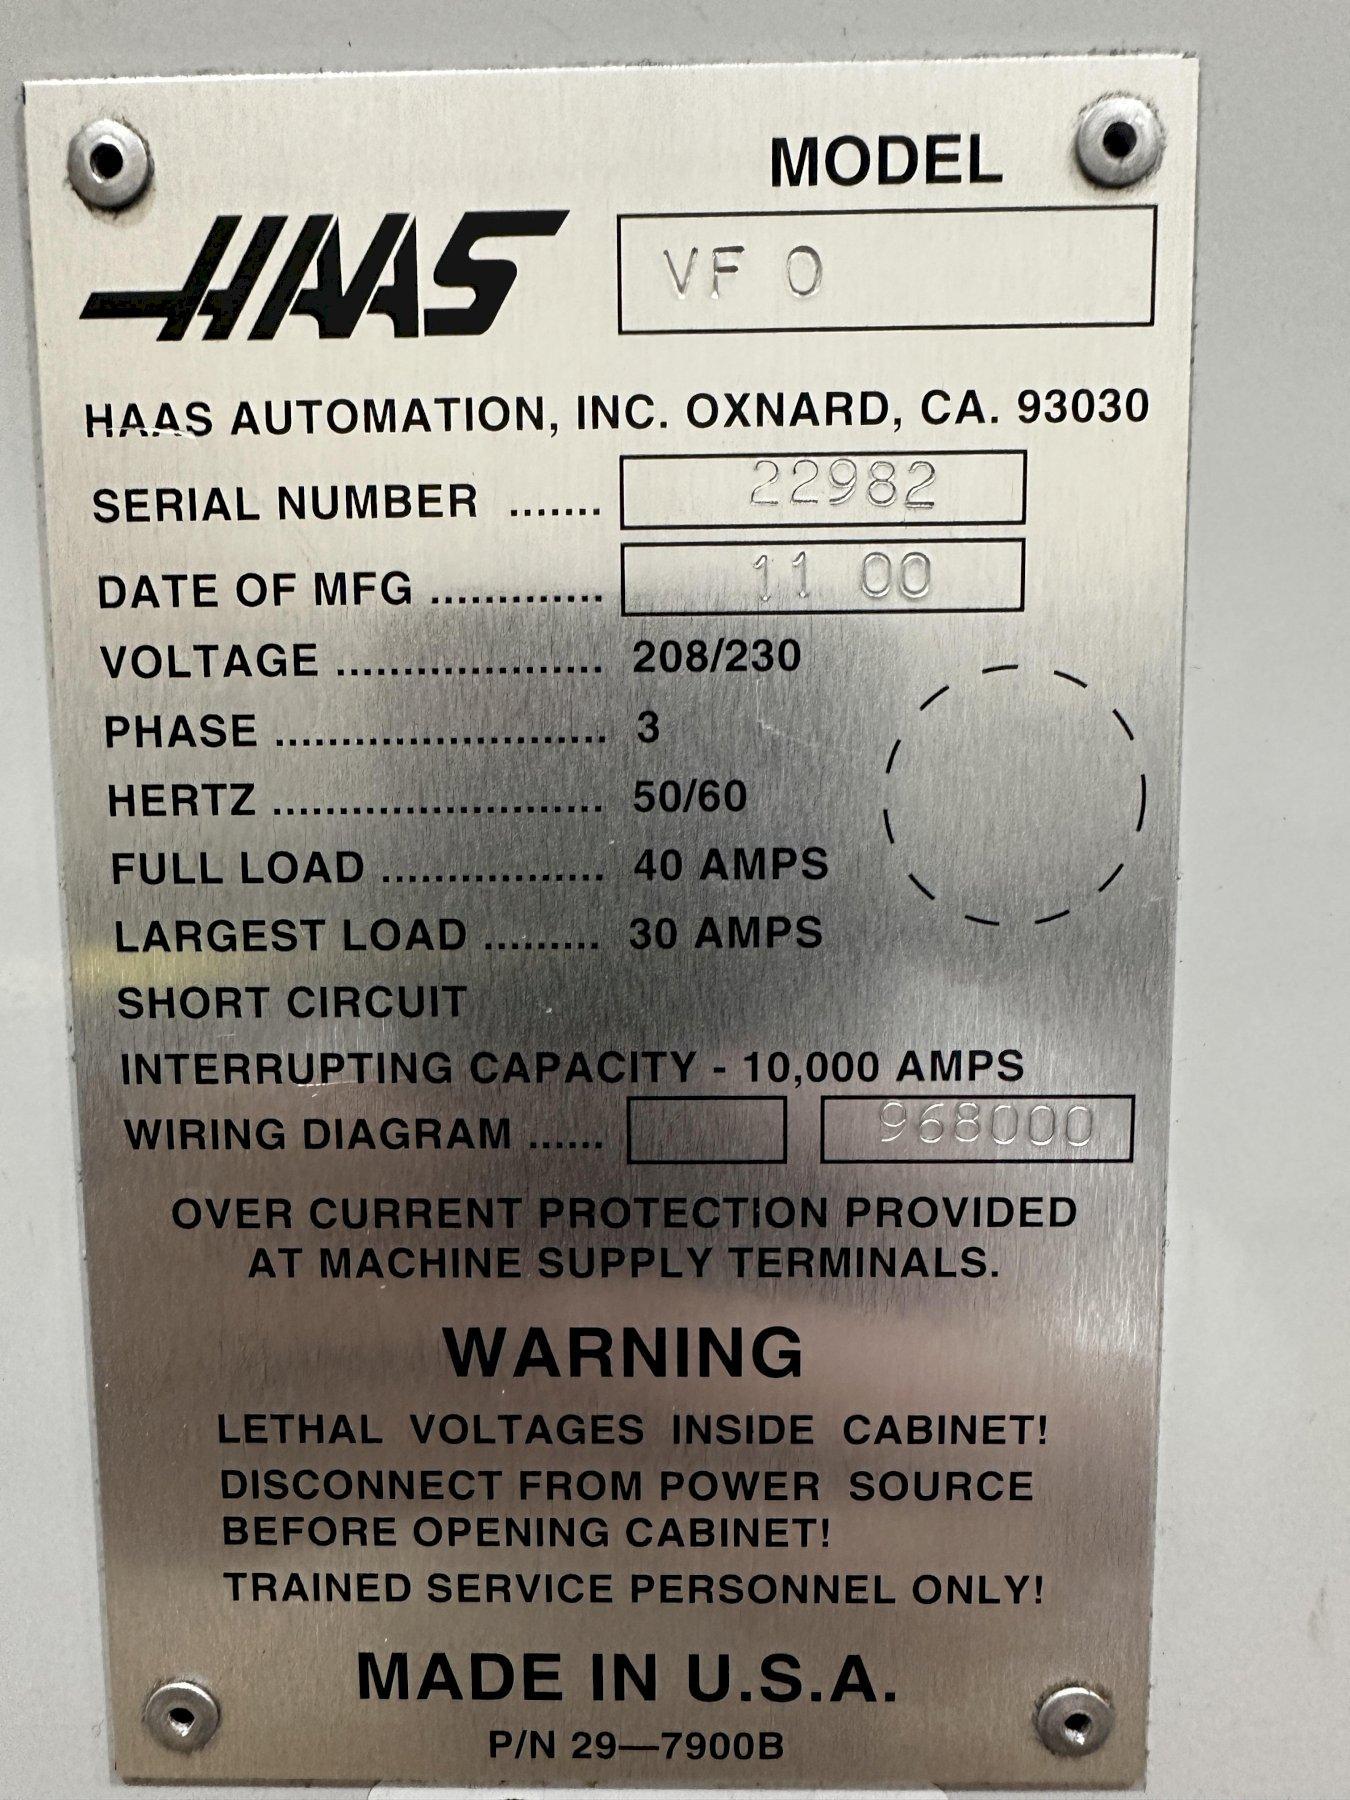 MODEL
HAAS
VF 0
HAAS AUTOMATION, INC. OXNARD, CA. 93030
SERIAL NUMBER ....... 22982
DATE OF MFG ............. 11 00
VOLTAGE .................... 208/230
PHASE ......................... 3
HERTZ ......................... 50/60
FULL LOAD ................. 40 AMPS
LARGEST LOAD ......... 30 AMPS
SHORT CIRCUIT
INTERRUPTING CAPACITY - 10,000 AMPS
WIRING DIAGRAM ...... 968000
OVER CURRENT PROTECTION PROVIDED
AT MACHINE SUPPLY TERMINALS.
WARNING
LETHAL VOLTAGES INSIDE CABINET!
DISCONNECT FROM POWER SOURCE
BEFORE OPENING CABINET!
TRAINED SERVICE PERSONNEL ONLY!
MADE IN U.S.A.
P/N 29—7900B